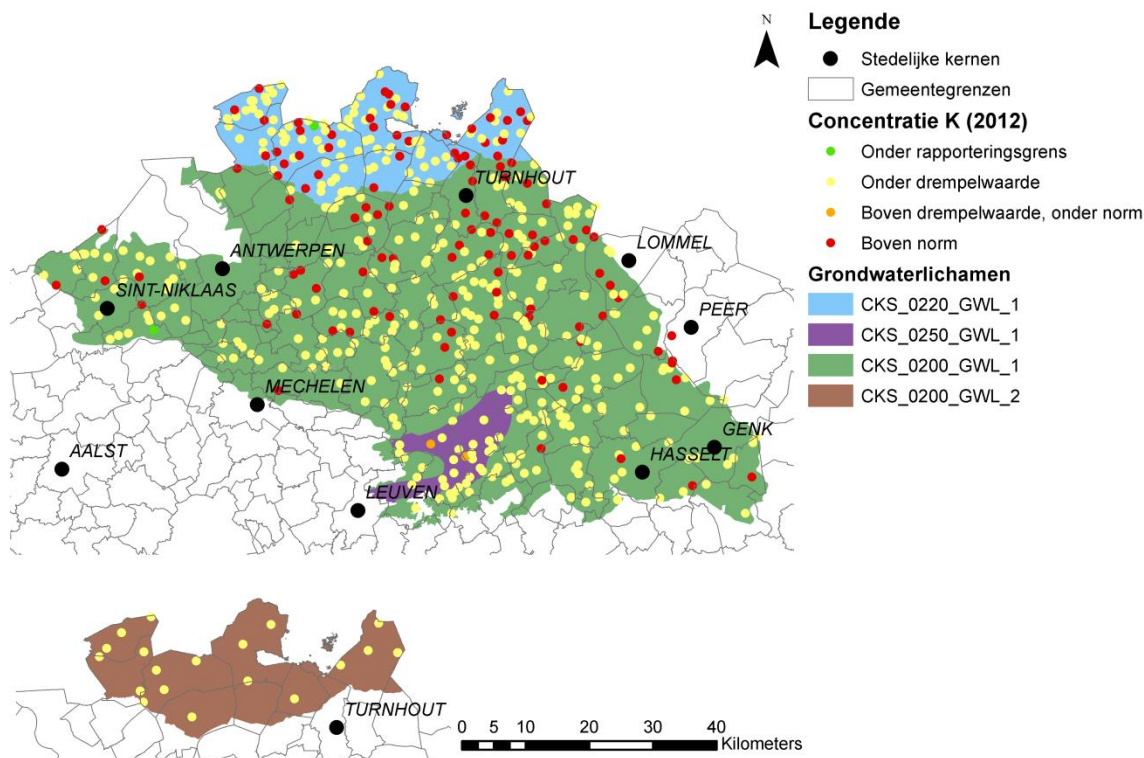 N
Legende
Stedelijke kernen
Gemeentegrenzen
Concentratie K (2012)
Onder rapporteringsgrens
Onder drempelwaarde
Boven drempelwaarde, onder norm
Boven norm
Grondwaterlichamen
CKS_0220_GWL_1
CKS_0250_GWL_1
CKS_0200_GWL_1
CKS_0200_GWL_2
TURNHOUT
ANTWERPEN
LOMMEL
SINT-NIKLAAS
PEER
MECHELEN
AALST
GENK
HASSELT
LEUVEN
TURNHOUT
0 5 10 20 30 40
Kilometers